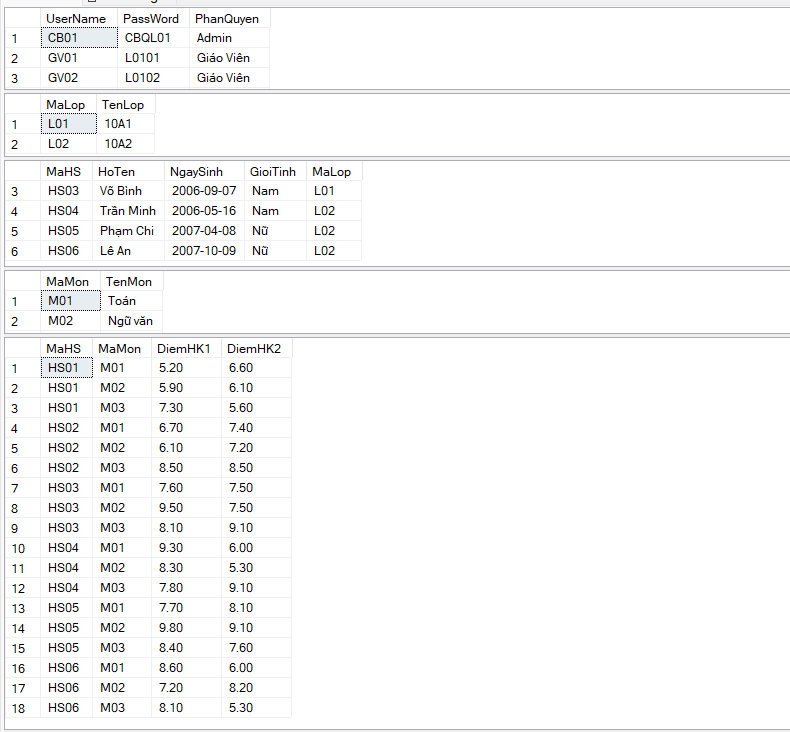 UserName PassWord PhanQuyen
1 CB01 CBQL01 Admin
2 GV01 L0101 Giáo Viên
3 GV02 L0102 Giáo Viên
MaLop TenLop
1 L01 10A1
2 L02 10A2
MaHS HoTen NgaySinh GioiTinh MaLop
3 HS03 Võ Bình 2006-09-07 Nam L01
4 HS04 Trần Minh 2006-05-16 Nam L02
5 HS05 Phạm Chi 2007-04-08 Nữ L02
6 HS06 Lê An 2007-10-09 Nữ L02
MaMon TenMon
1 M01 Toán
2 M02 Ngữ văn
MaHS MaMon DiemHK1 DiemHK2
1 HS01 M01 5.20 6.60
2 HS01 M02 5.90 6.10
3 HS01 M03 7.30 5.60
4 HS02 M01 6.70 7.40
5 HS02 M02 6.10 7.20
6 HS02 M03 8.50 8.50
7 HS03 M01 7.60 7.50
8 HS03 M02 9.50 7.50
9 HS03 M03 8.10 9.10
10 HS04 M01 9.30 6.00
11 HS04 M02 8.30 5.30
12 HS04 M03 7.80 9.10
13 HS05 M01 7.70 8.10
14 HS05 M02 9.80 9.10
15 HS05 M03 8.40 7.60
16 HS06 M01 8.60 6.00
17 HS06 M02 7.20 8.20
18 HS06 M03 8.10 5.30